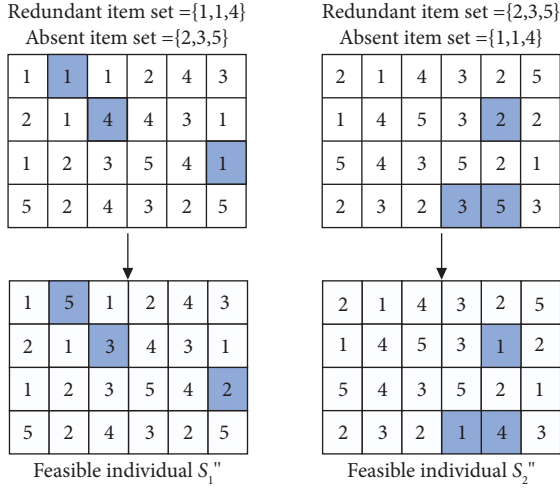 Redundant item set ={1,1,4}
Absent item set ={2,3,5}
1 1 1 2 4 3
2 1 4 4 3 1
1 2 3 5 4 1
5 2 4 3 2 5
1 5 1 2 4 3
2 1 3 4 3 1
1 2 3 5 4 2
5 2 4 3 2 5
Feasible individual S1"
Redundant item set ={2,3,5}
Absent item set ={1,1,4}
2 1 4 3 2 5
1 4 5 3 2 2
5 4 3 5 2 1
2 3 2 3 5 3
2 1 4 3 2 5
1 4 5 3 1 2
5 4 3 5 2 1
2 3 2 1 4 3
Feasible individual S2"